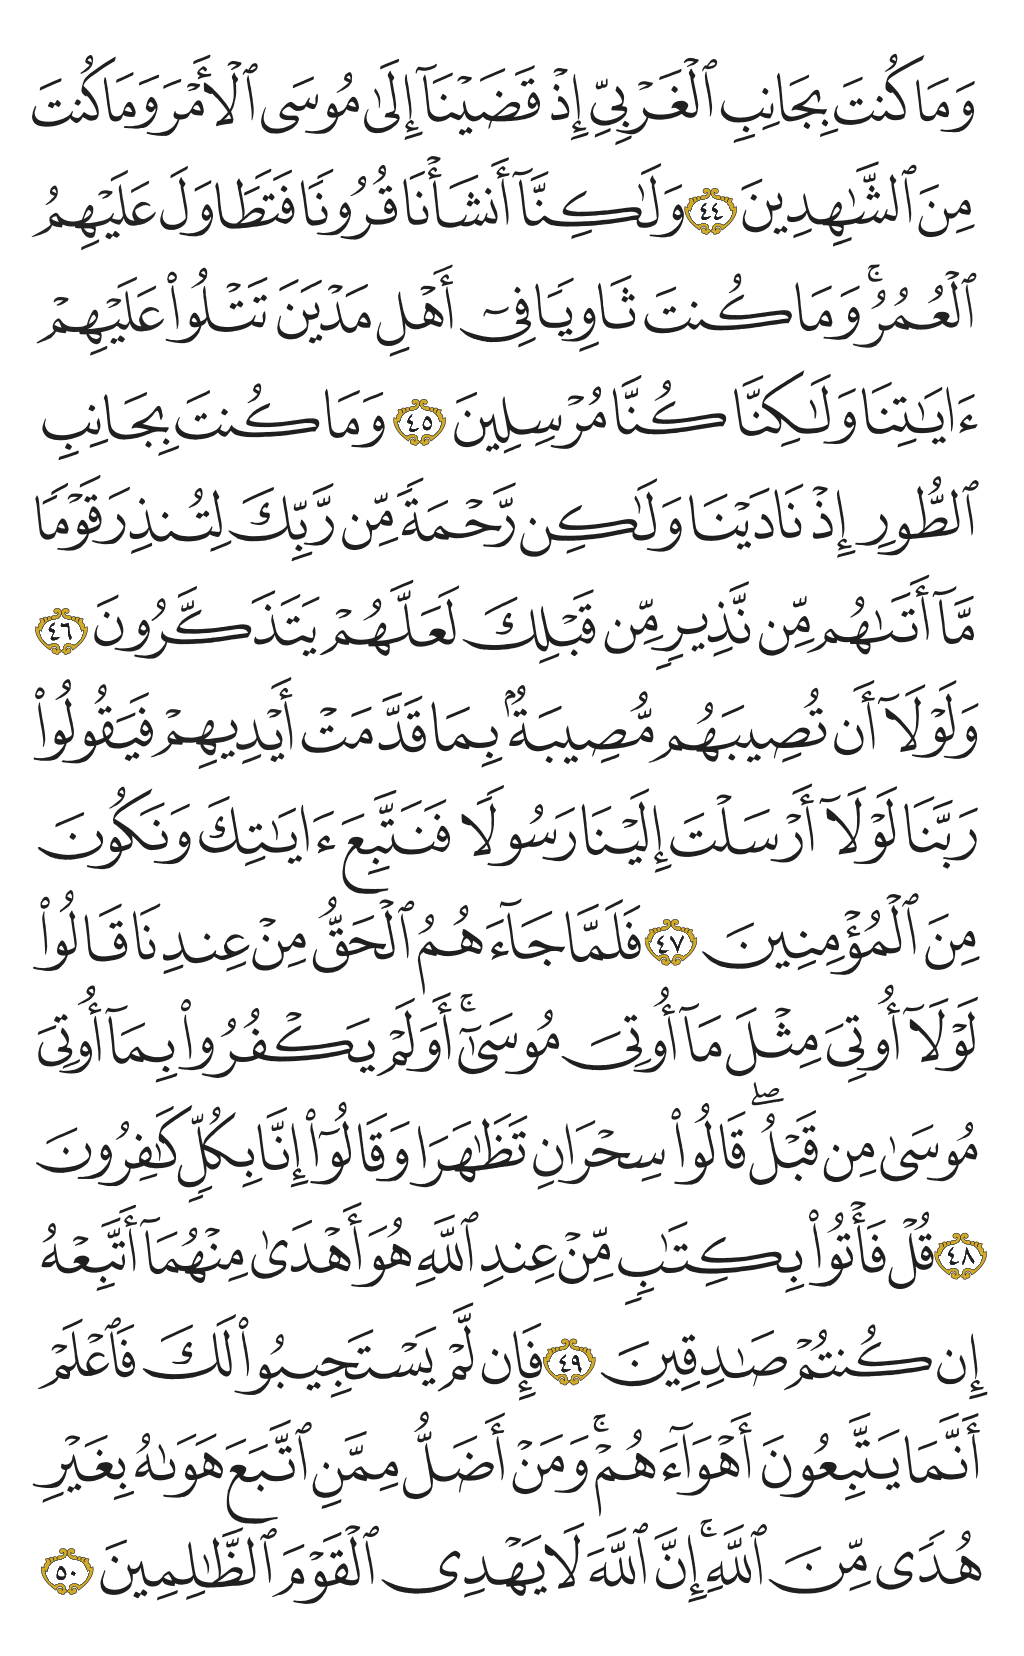 وَمَا كُنتَ بِجَانِبِ ٱلۡغَرۡبِيِّ إِذۡ قَضَيۡنَآ إِلَىٰ مُوسَى ٱلۡأَمۡرَ وَمَا كُنتَ
مِنَ ٱلشَّٰهِدِينَ ٤٤ وَلَٰكِنَّآ أَنشَأۡنَا قُرُونٗا فَتَطَاوَلَ عَلَيۡهِمُ
ٱلۡعُمُرُۚ وَمَا كُنتَ ثَاوِيٗا فِيٓ أَهۡلِ مَدۡيَنَ تَتۡلُواْ عَلَيۡهِمۡ
ءَايَٰتِنَا وَلَٰكِنَّا كُنَّا مُرۡسِلِينَ ٤٥ وَمَا كُنتَ بِجَانِبِ
ٱلطُّورِ إِذۡ نَادَيۡنَا وَلَٰكِن رَّحۡمَةٗ مِّن رَّبِّكَ لِتُنذِرَ قَوۡمٗا
مَّآ أَتَىٰهُم مِّن نَّذِيرٖ مِّن قَبۡلِكَ لَعَلَّهُمۡ يَتَذَكَّرُونَ ٤٦
وَلَوۡلَآ أَن تُصِيبَهُم مُّصِيبَةُۢ بِمَا قَدَّمَتۡ أَيۡدِيهِمۡ فَيَقُولُواْ
رَبَّنَا لَوۡلَآ أَرۡسَلۡتَ إِلَيۡنَا رَسُولٗا فَنَتَّبِعَ ءَايَٰتِكَ وَنَكُونَ
مِنَ ٱلۡمُؤۡمِنِينَ ٤٧ فَلَمَّا جَآءَهُمُ ٱلۡحَقُّ مِنۡ عِندِنَا قَالُواْ
لَوۡلَآ أُوتِيَ مِثۡلَ مَآ أُوتِيَ مُوسَىٰٓۚ أَوَلَمۡ يَكۡفُرُواْ بِمَآ أُوتِيَ
مُوسَىٰ مِن قَبۡلُۖ قَالُواْ سِحۡرَانِ تَظَٰهَرَا وَقَالُوٓاْ إِنَّا بِكُلّٖ كَٰفِرُونَ
٤٨ قُلۡ فَأۡتُواْ بِكِتَٰبٖ مِّنۡ عِندِ ٱللَّهِ هُوَ أَهۡدَىٰ مِنۡهُمَآ أَتَّبِعۡهُ
إِن كُنتُمۡ صَٰدِقِينَ ٤٩ فَإِن لَّمۡ يَسۡتَجِيبُواْ لَكَ فَٱعۡلَمۡ
أَنَّمَا يَتَّبِعُونَ أَهۡوَآءَهُمۡۚ وَمَنۡ أَضَلُّ مِمَّنِ ٱتَّبَعَ هَوَىٰهُ بِغَيۡرِ
هُدٗى مِّنَ ٱللَّهِۚ إِنَّ ٱللَّهَ لَا يَهۡدِي ٱلۡقَوۡمَ ٱلظَّٰلِمِينَ ٥٠